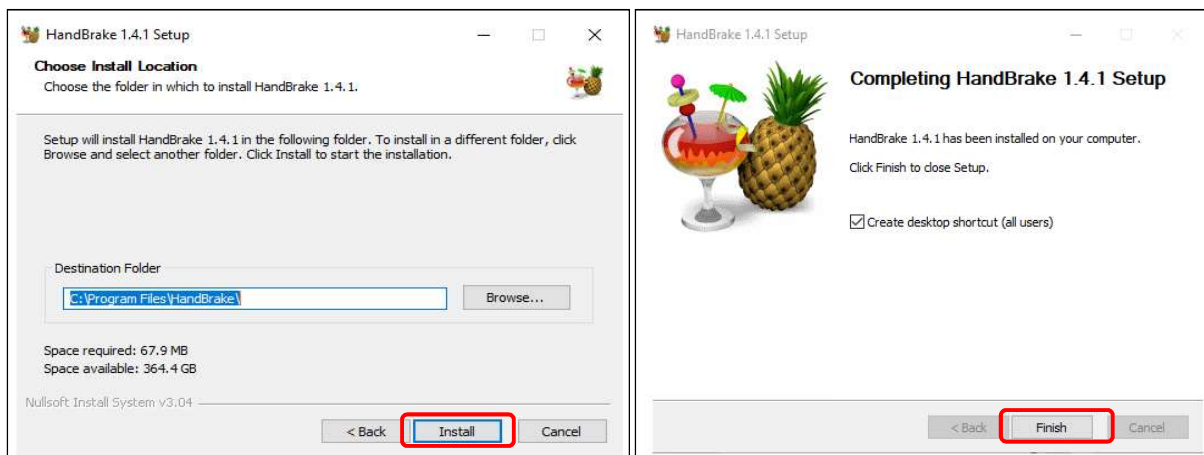 HandBrake 1.4.1 Setup
Choose Install Location
Choose the folder in which to install HandBrake 1.4.1.
Setup will install HandBrake 1.4.1 in the following folder. To install in a different folder, click
Browse and select another folder. Click Install to start the installation.
Destination Folder
C:\Program Files\HandBrake\
Browse...
Space required: 67.9 MB
Space available: 364.4 GB
Nullsoft Install System v3.04
< Back
Install
Cancel
HandBrake 1.4.1 Setup
Completing HandBrake 1.4.1 Setup
HandBrake 1.4.1 has been installed on your computer.
Click Finish to close Setup.
Create desktop shortcut (all users)
< Back
Finish
Cancel